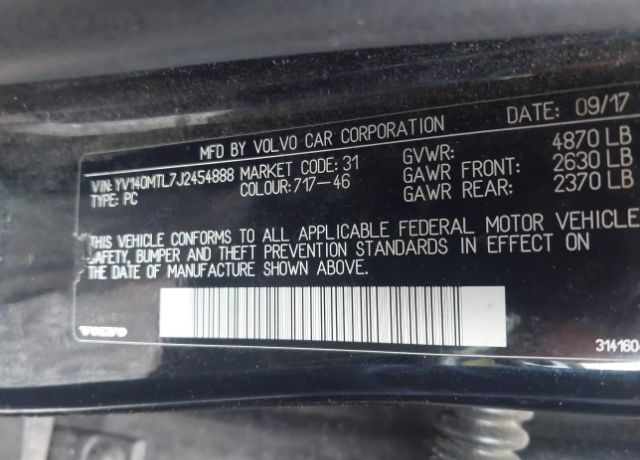 MFD BY VOLVO CAR CORPORATION DATE: 09/17
VIN: YV140MTL7J2454888 MARKET CODE: 31 GVWR: 4870 LB
TYPE: PC COLOUR: 717-46 GAWR FRONT: 2630 LB
GAWR REAR: 2370 LB
THIS VEHICLE CONFORMS TO ALL APPLICABLE FEDERAL MOTOR VEHICLE
SAFETY, BUMPER AND THEFT PREVENTION STANDARDS IN EFFECT ON
THE DATE OF MANUFACTURE SHOWN ABOVE.
VOLVO
314160